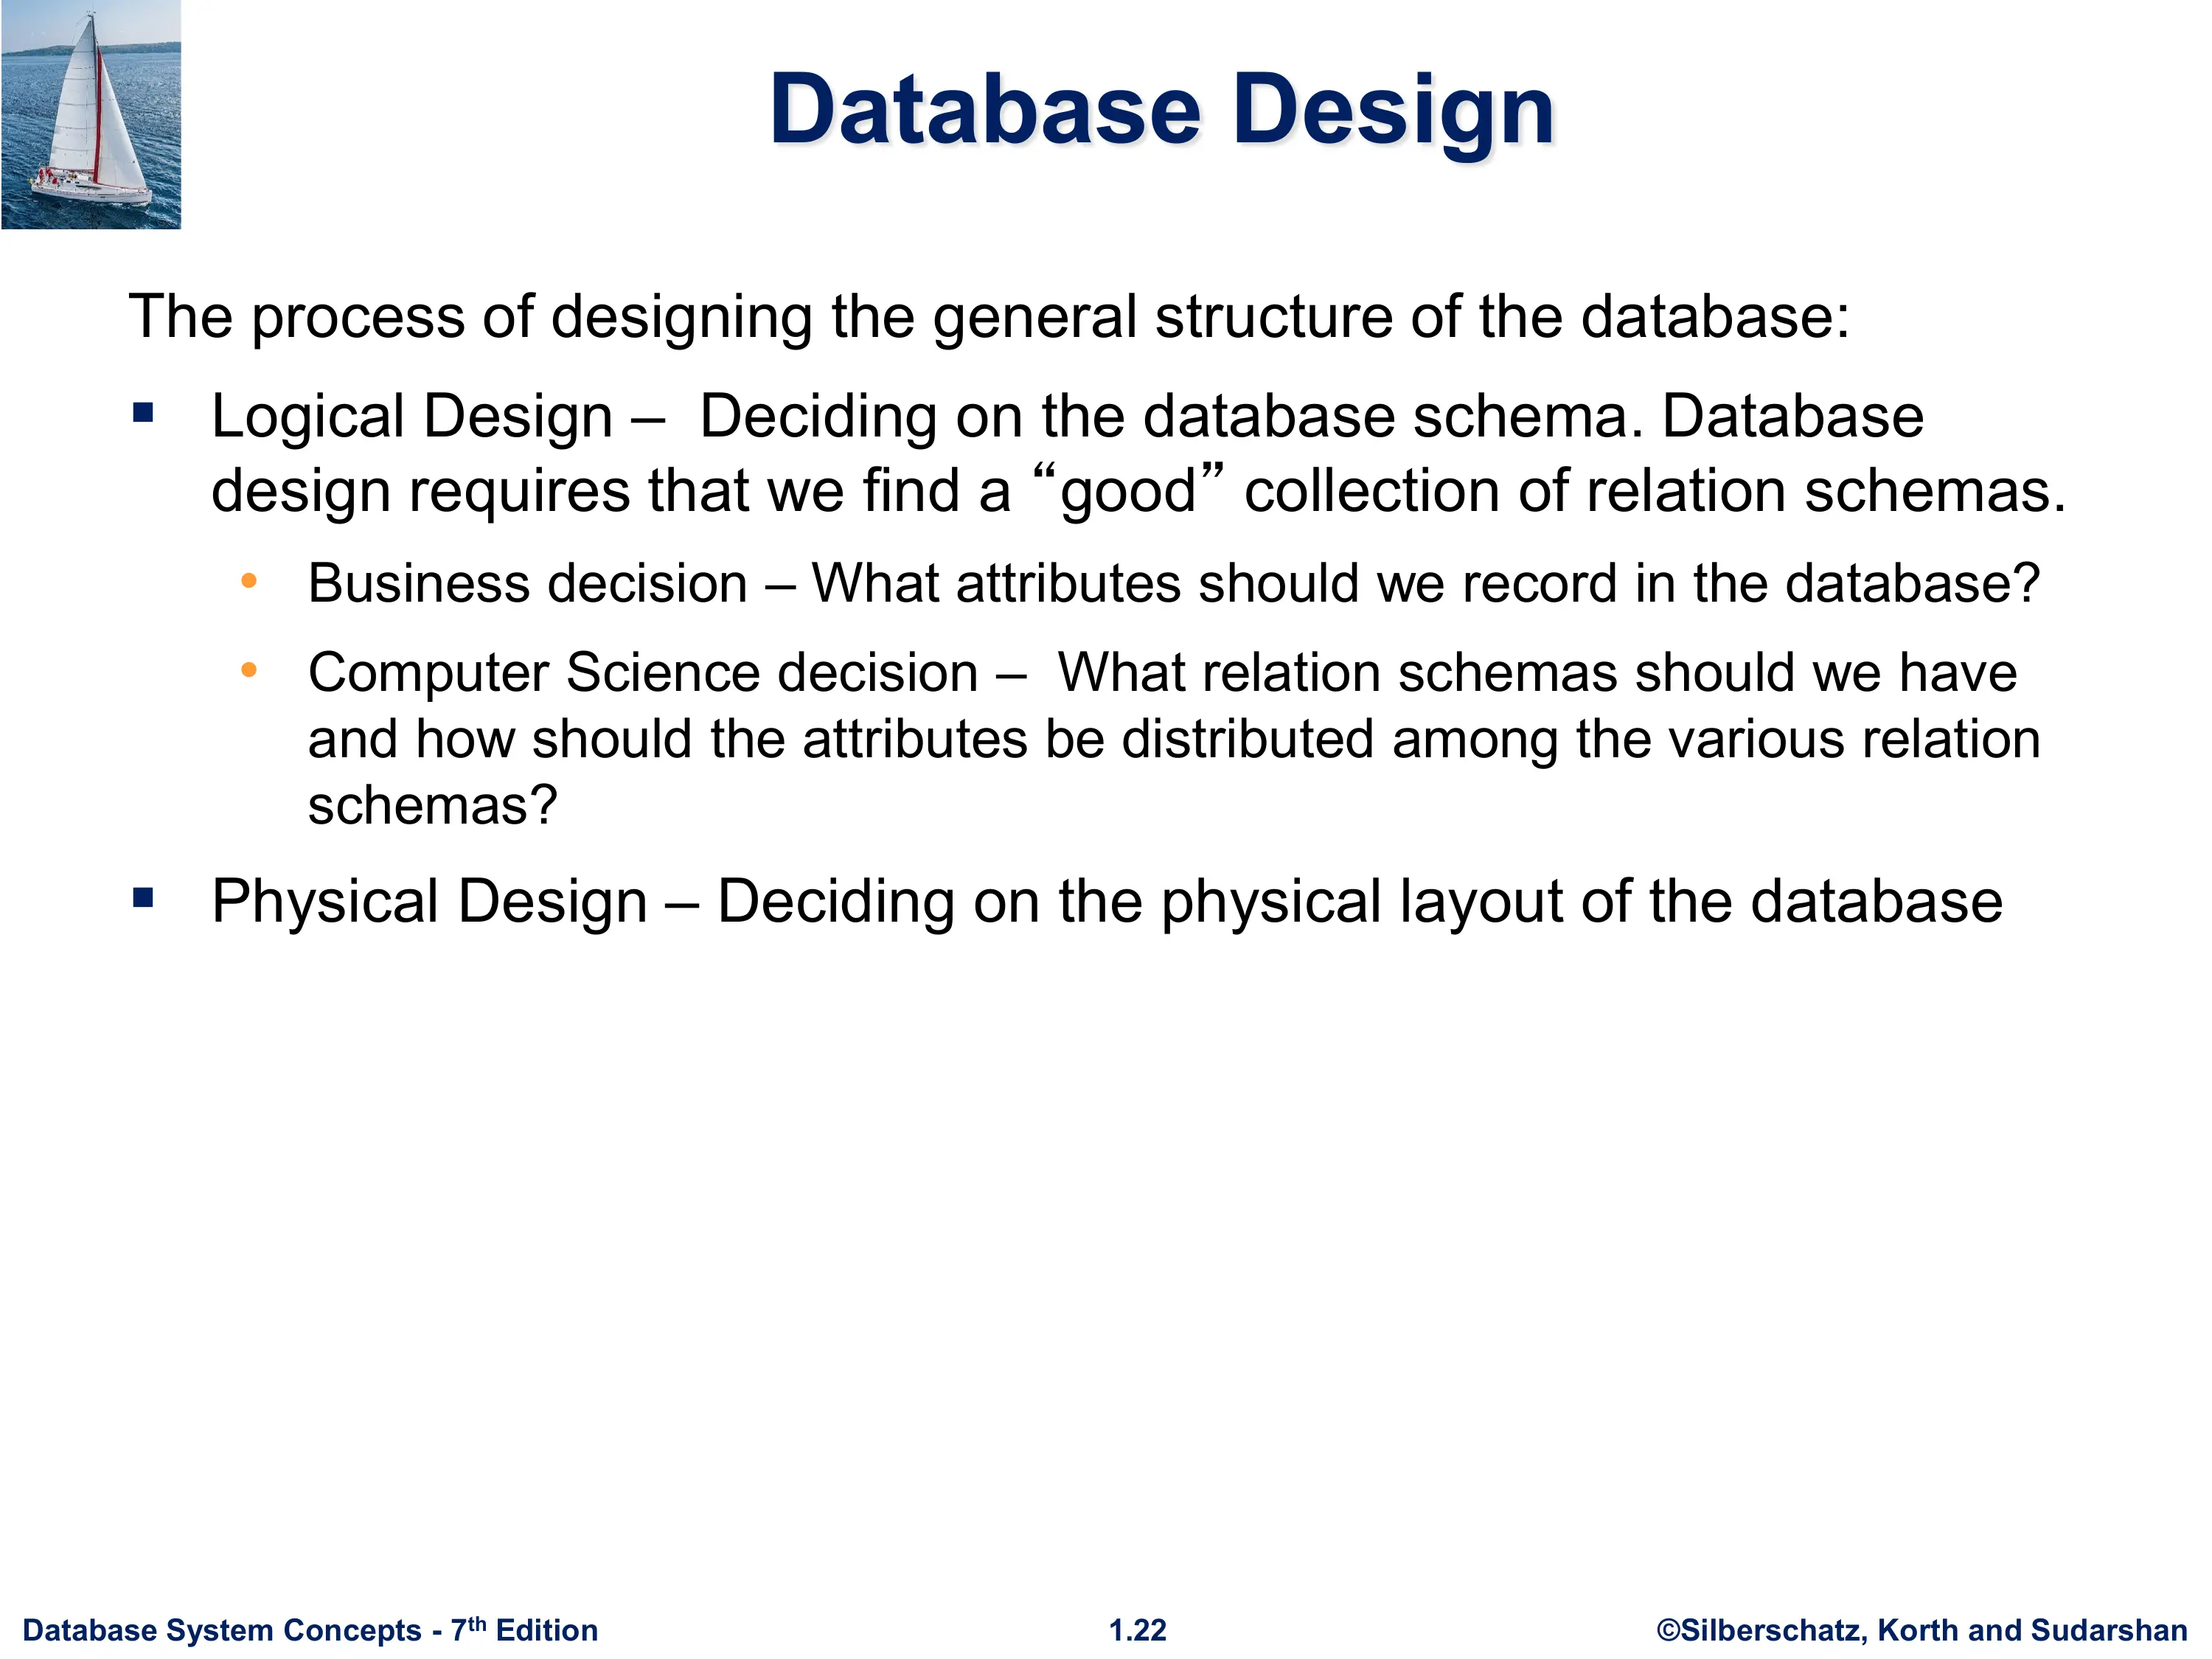 Database Design
The process of designing the general structure of the database:
▪ Logical Design –  Deciding on the database schema. Database
design requires that we find a “good” collection of relation schemas.
• Business decision – What attributes should we record in the database?
• Computer Science decision –  What relation schemas should we have
and how should the attributes be distributed among the various relation
schemas?
▪ Physical Design – Deciding on the physical layout of the database
Database System Concepts - 7th Edition
1.22
©Silberschatz, Korth and Sudarshan